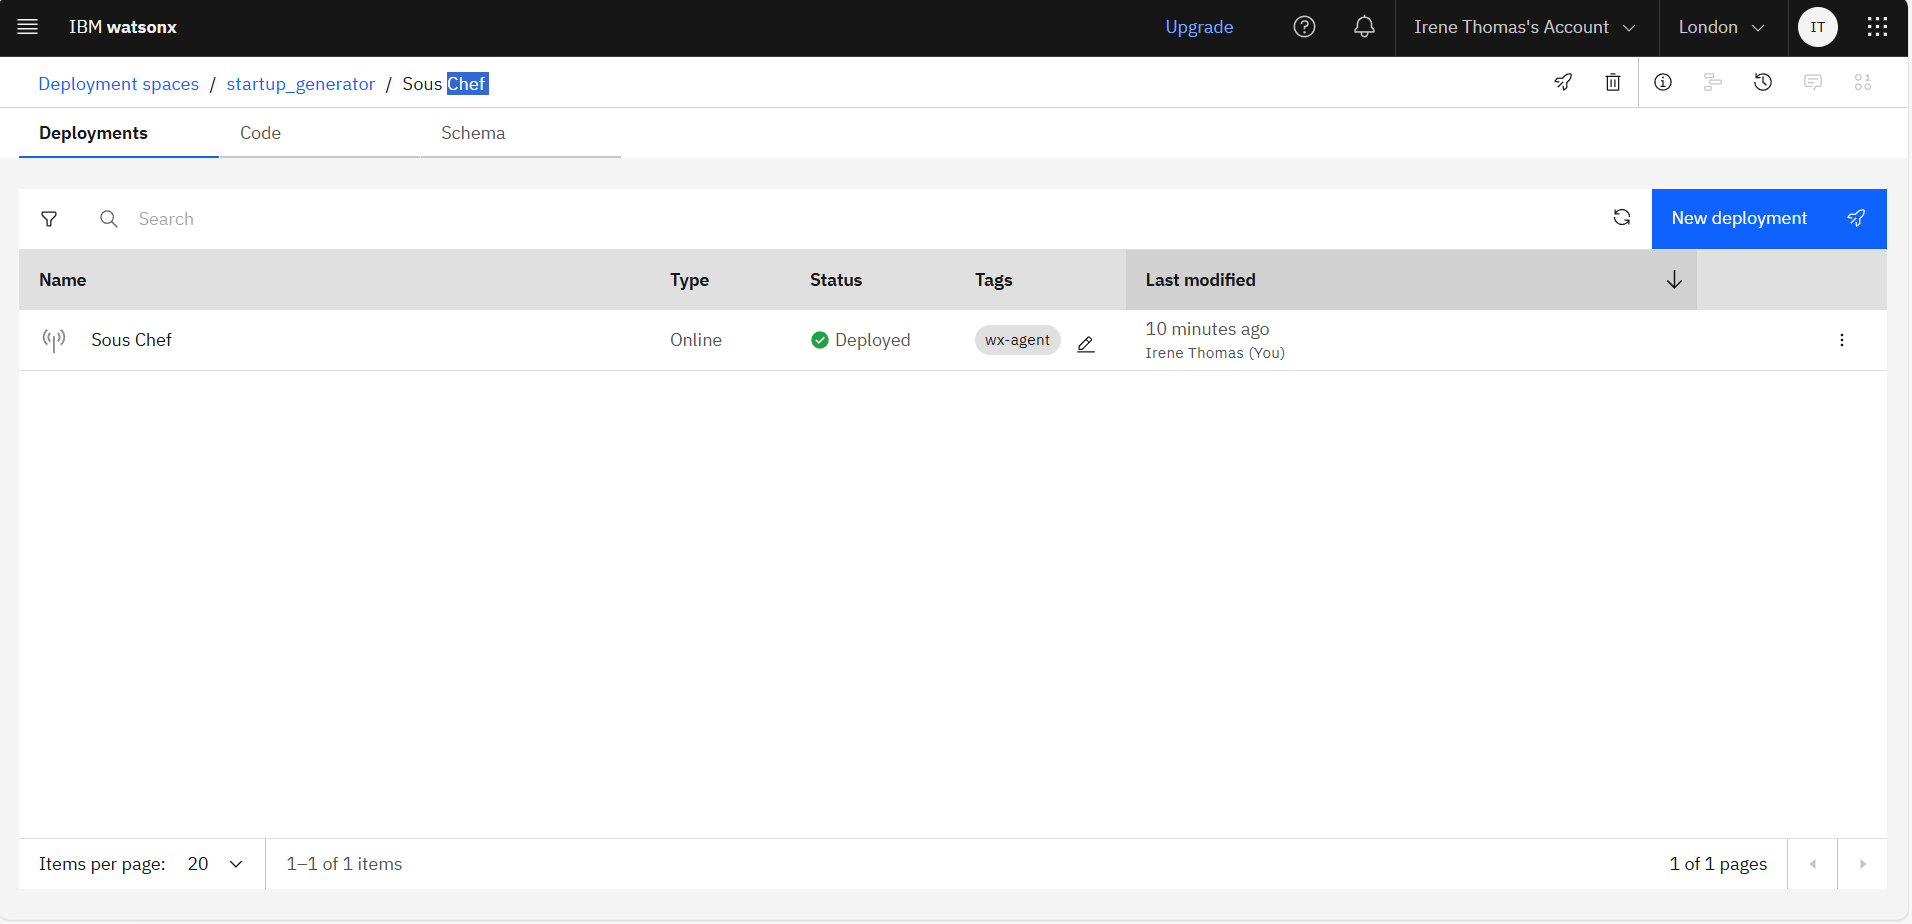 IBM watsonx Upgrade Irene Thomas's Account London IT
Deployment spaces / startup_generator / Sous Chef
Deployments Code Schema
Search New deployment
Name Type Status Tags Last modified
Sous Chef Online Deployed wx-agent 10 minutes ago
Irene Thomas (You)
Items per page: 20 1–1 of 1 items 1 of 1 pages